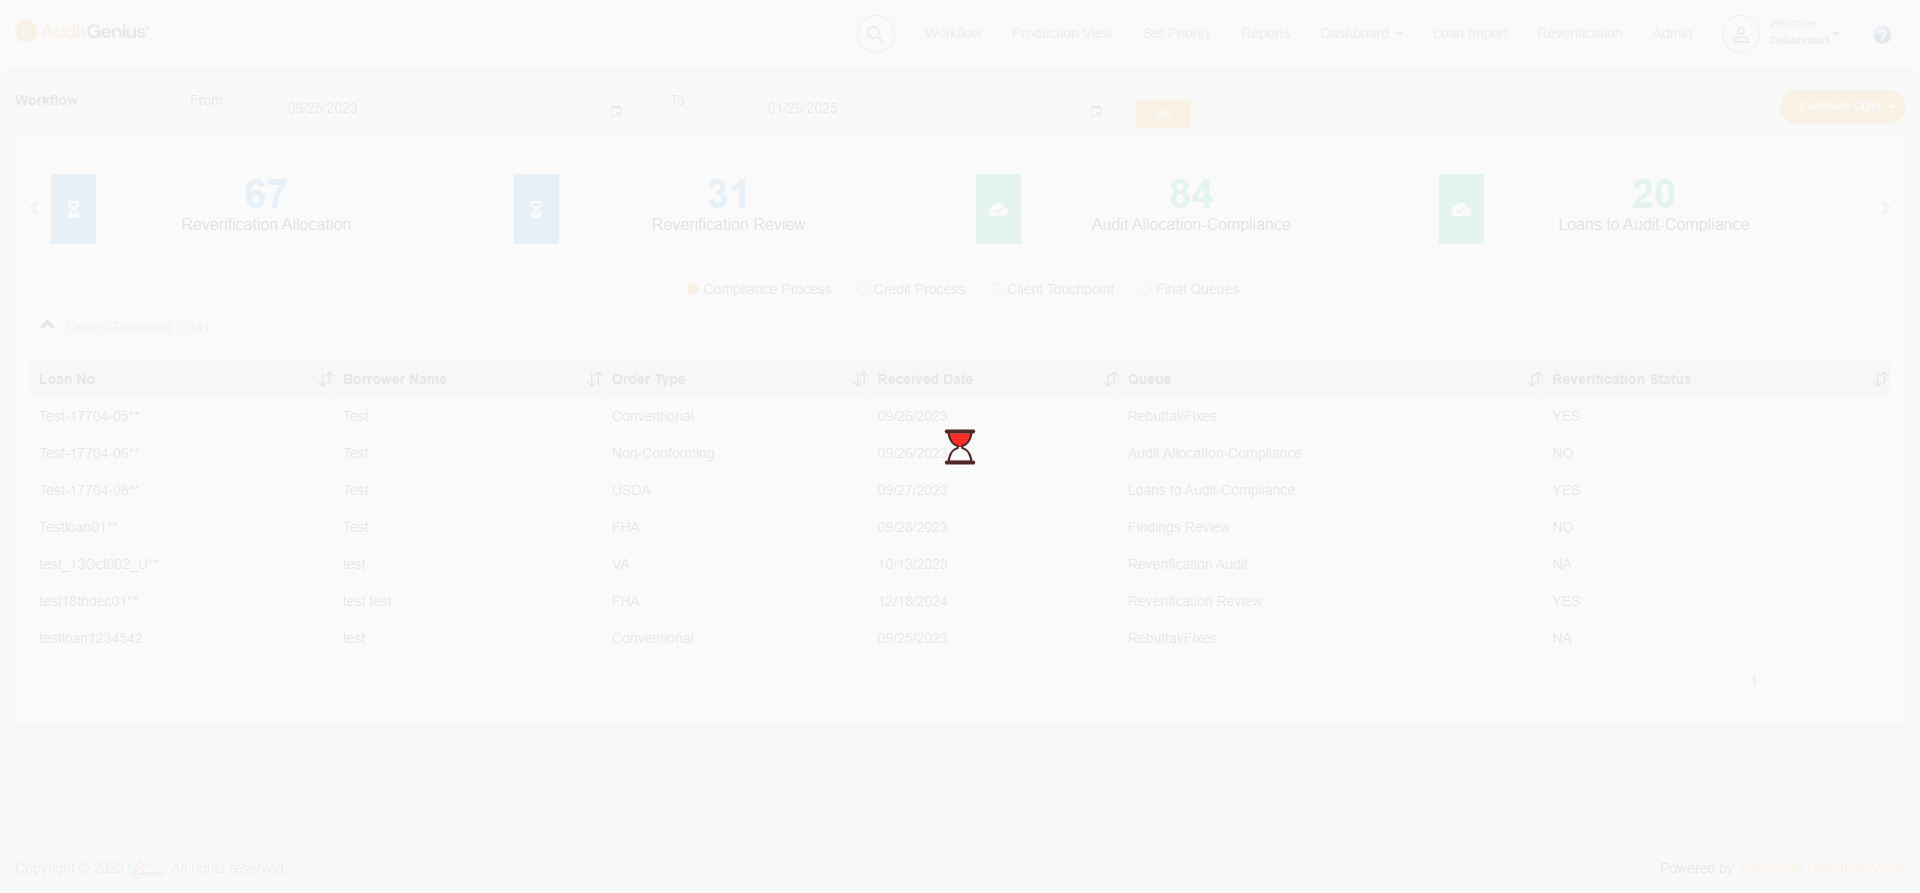 AuditGenius
Workflow Production View Set Priority Reports Dashboard Loan Import Reverification Admin
Welcome,
Debabrata1
Workflow From 09/25/2023 To 01/29/2025 Go CDW
67 31 84 20
Reverification Allocation Reverification Review Audit Allocation-Compliance Loans to Audit-Compliance
Compliance Process Credit Process Client Touchpoint Final Queues
Orders Received (514)
Loan No Borrower Name Order Type Received Date Queue Reverification Status
Test-17704-05** Test Conventional 09/26/2023 Rebuttal/Fixes YES
Test-17704-06** Test Non-Conforming 09/26/2023 Audit Allocation-Compliance NO
Test-17704-08** Test USDA 09/27/2023 Loans to Audit-Compliance YES
Testloan01** Test FHA 09/28/2023 Findings Review NO
test_13Oct002_U** test VA 10/13/2023 Reverification Audit NA
test18thdec01** test test FHA 12/18/2024 Reverification Review YES
testloan1234542 test Conventional 09/25/2023 Rebuttal/Fixes NA
1
Copyright © 2023 . All rights reserved. Powered by Indecomm Global Services